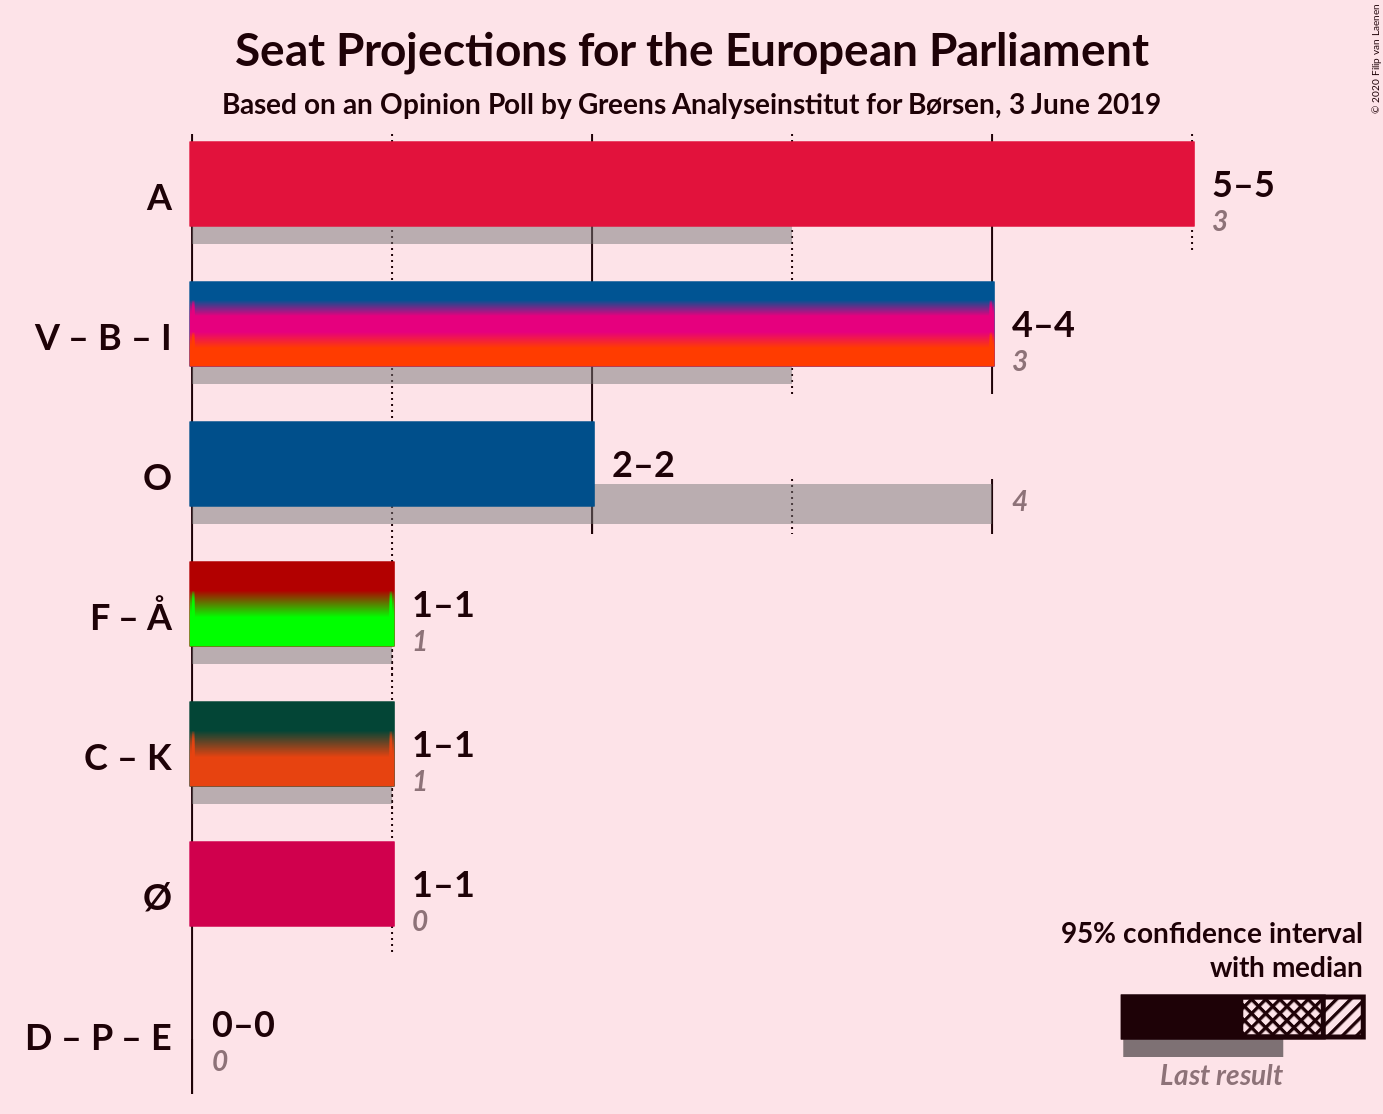 Seat Projections for the European Parliament
Based on an Opinion Poll by Greens Analyseinstitut for Børsen, 3 June 2019
© 2020 Filip van Laenen
A
5–5
3
V – B – I
4–4
3
O
2–2
4
F – Å
1–1
1
C – K
1–1
1
Ø
1–1
0
D – P – E
0–0
0
95% confidence interval
with median
Last result